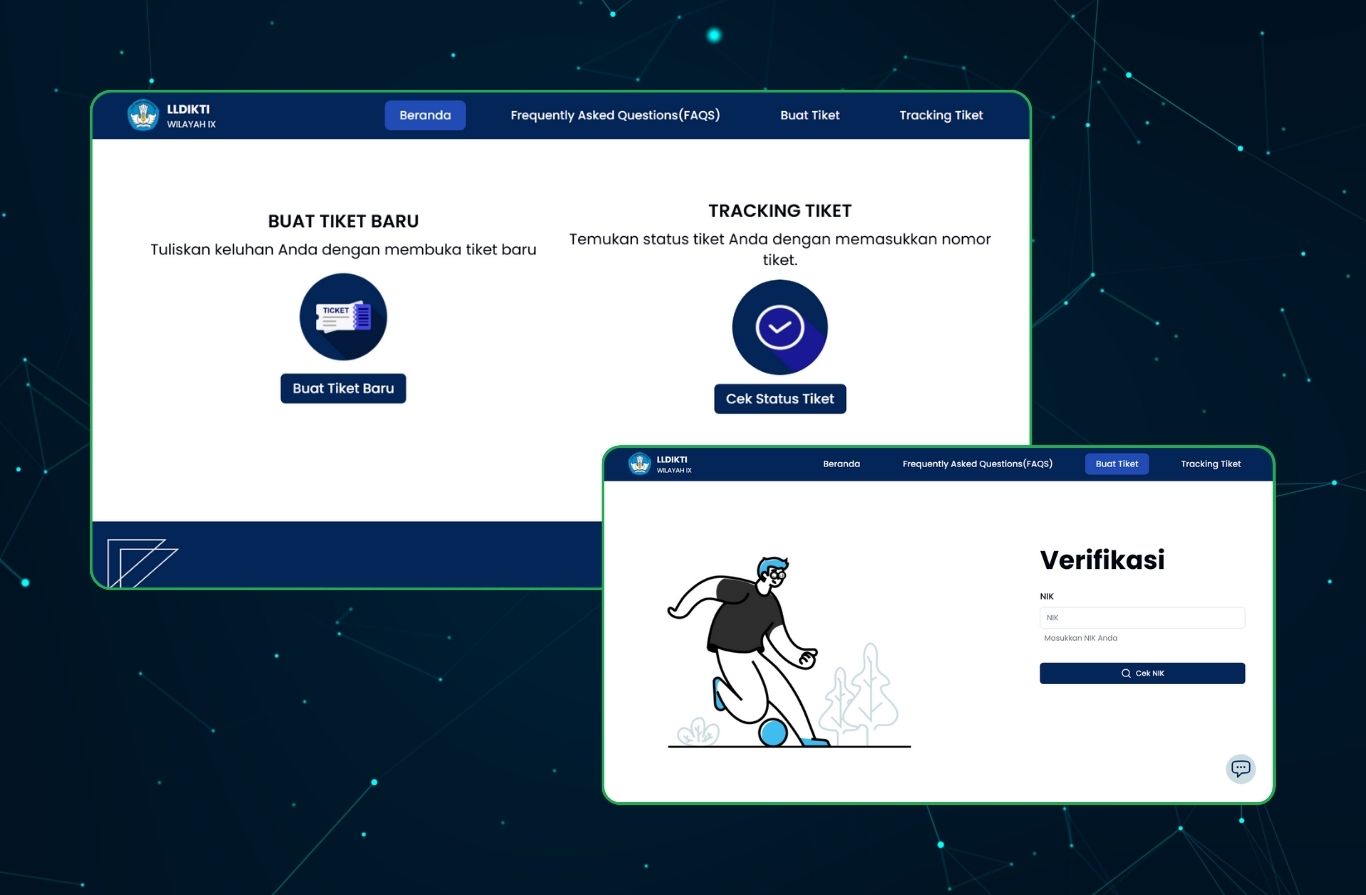 LLDIKTI
WILAYAH IX
Beranda
Frequently Asked Questions(FAQS)
Buat Tiket
Tracking Tiket
BUAT TIKET BARU
Tuliskan keluhan Anda dengan membuka tiket baru
TICKET
Buat Tiket Baru
TRACKING TIKET
Temukan status tiket Anda dengan memasukkan nomor
tiket.
Cek Status Tiket
LLDIKTI
WILAYAH IX
Beranda
Frequently Asked Questions(FAQS)
Buat Tiket
Tracking Tiket
Verifikasi
NIK
NIK
Masukkan NIK Anda
Cek NIK